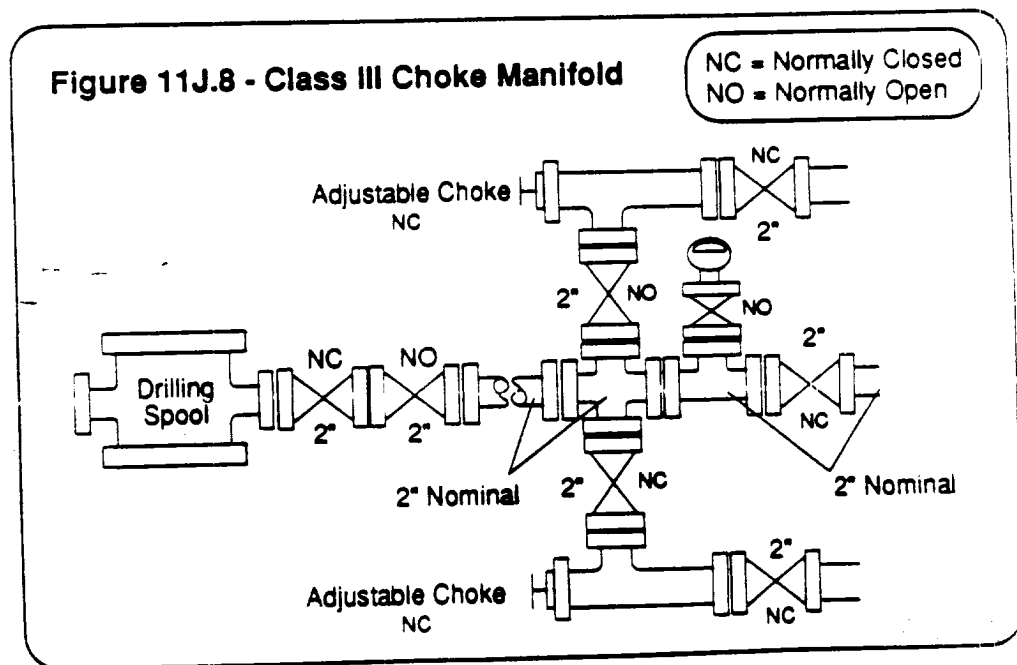 Figure 11J.8 - Class III Choke Manifold
NC = Normally Closed
NO = Normally Open
Adjustable Choke
NC
NC
2"
2"
NO
NO
2"
NC
NO
Drilling
Spool
2"
2"
NC
2" Nominal
2"
NC
2" Nominal
2"
Adjustable Choke
NC
NC